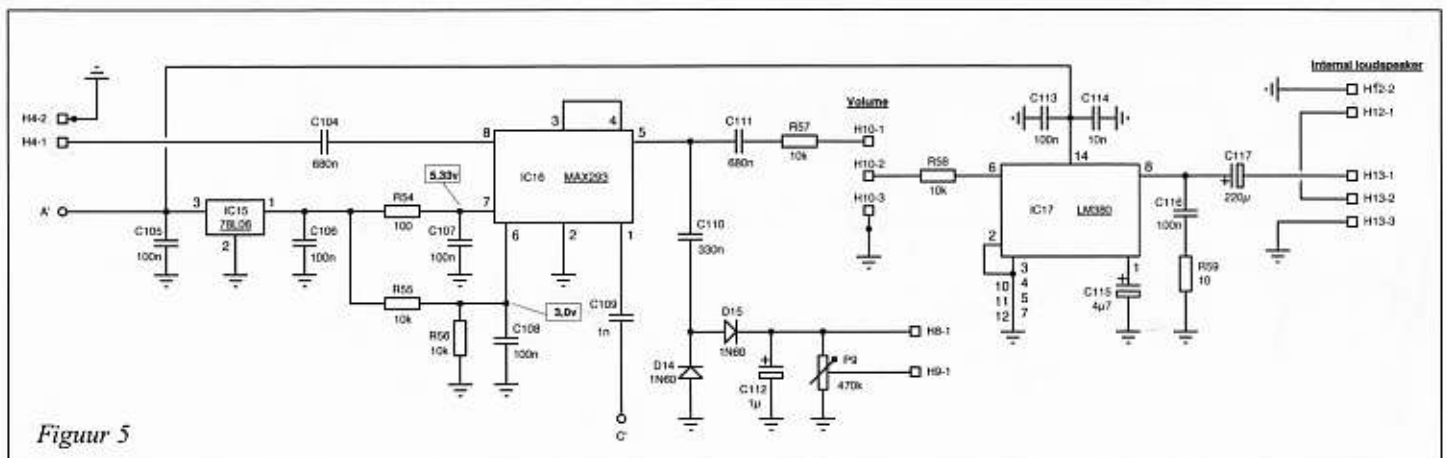 Internal loudspeaker
H12-2
H12-1
H4-2
H4-1
C104
680n
3
4
8
5
C111
680n
R57
10k
Volume
H10-1
C113
100n
C114
10n
IC16
MAX293
5.33v
H10-2
R58
10k
6
14
8
C117
+
220µ
H13-1
H13-2
H13-3
A'
3
IC15
78L06
1
2
R54
100
7
H10-3
IC17
LM380
C116
100n
C105
100n
C106
100n
C107
100n
6
2
1
C110
330n
R59
10
2
3
10
4
11
5
12
7
1
+
C115
4µ7
R55
10k
3,0v
C109
1n
R56
10k
C108
100n
D15
1N60
H8-1
D14
1N60
+
C112
1µ
P9
470k
H9-1
C'
Figuur 5